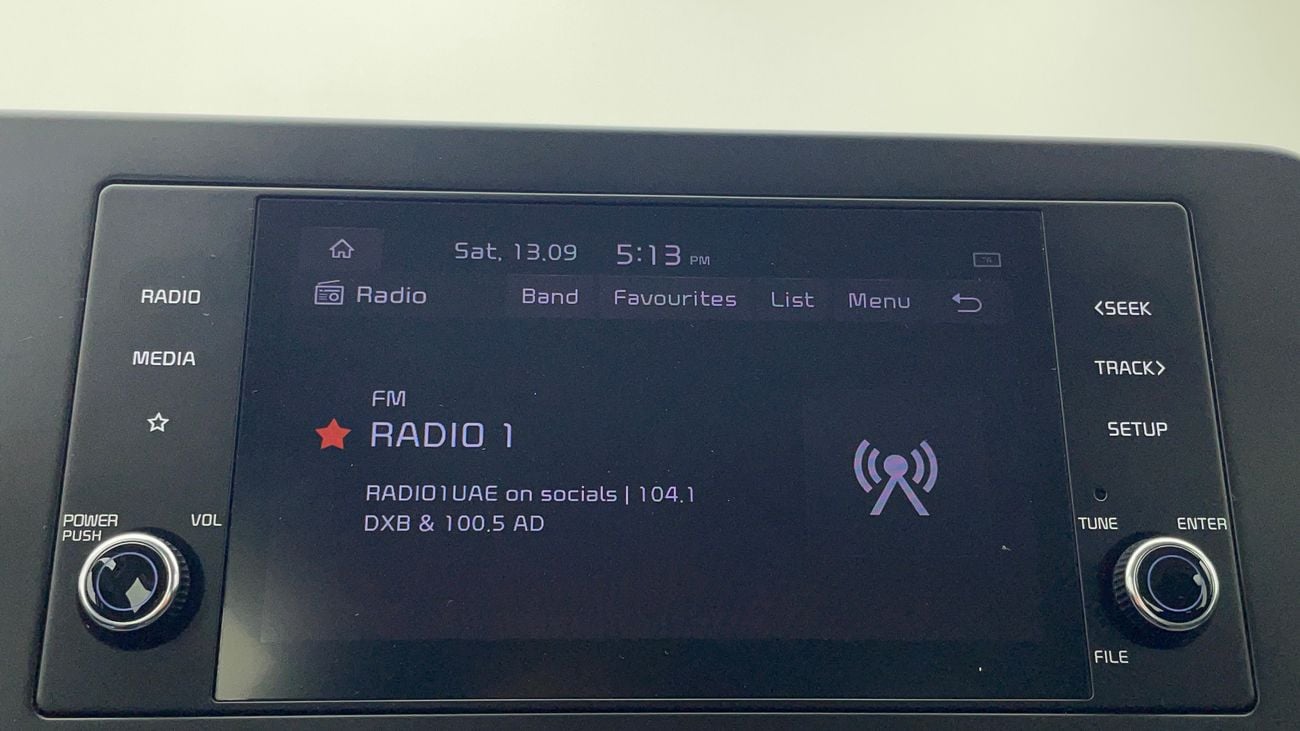 Sat, 13.09 5:13 PM
Radio Band Favourites List Menu
FM
RADIO 1
RADIO1UAE on socials | 104.1
DXB & 100.5 AD
RADIO
MEDIA
POWER
PUSH
VOL
<SEEK
TRACK>
SETUP
TUNE
ENTER
FILE